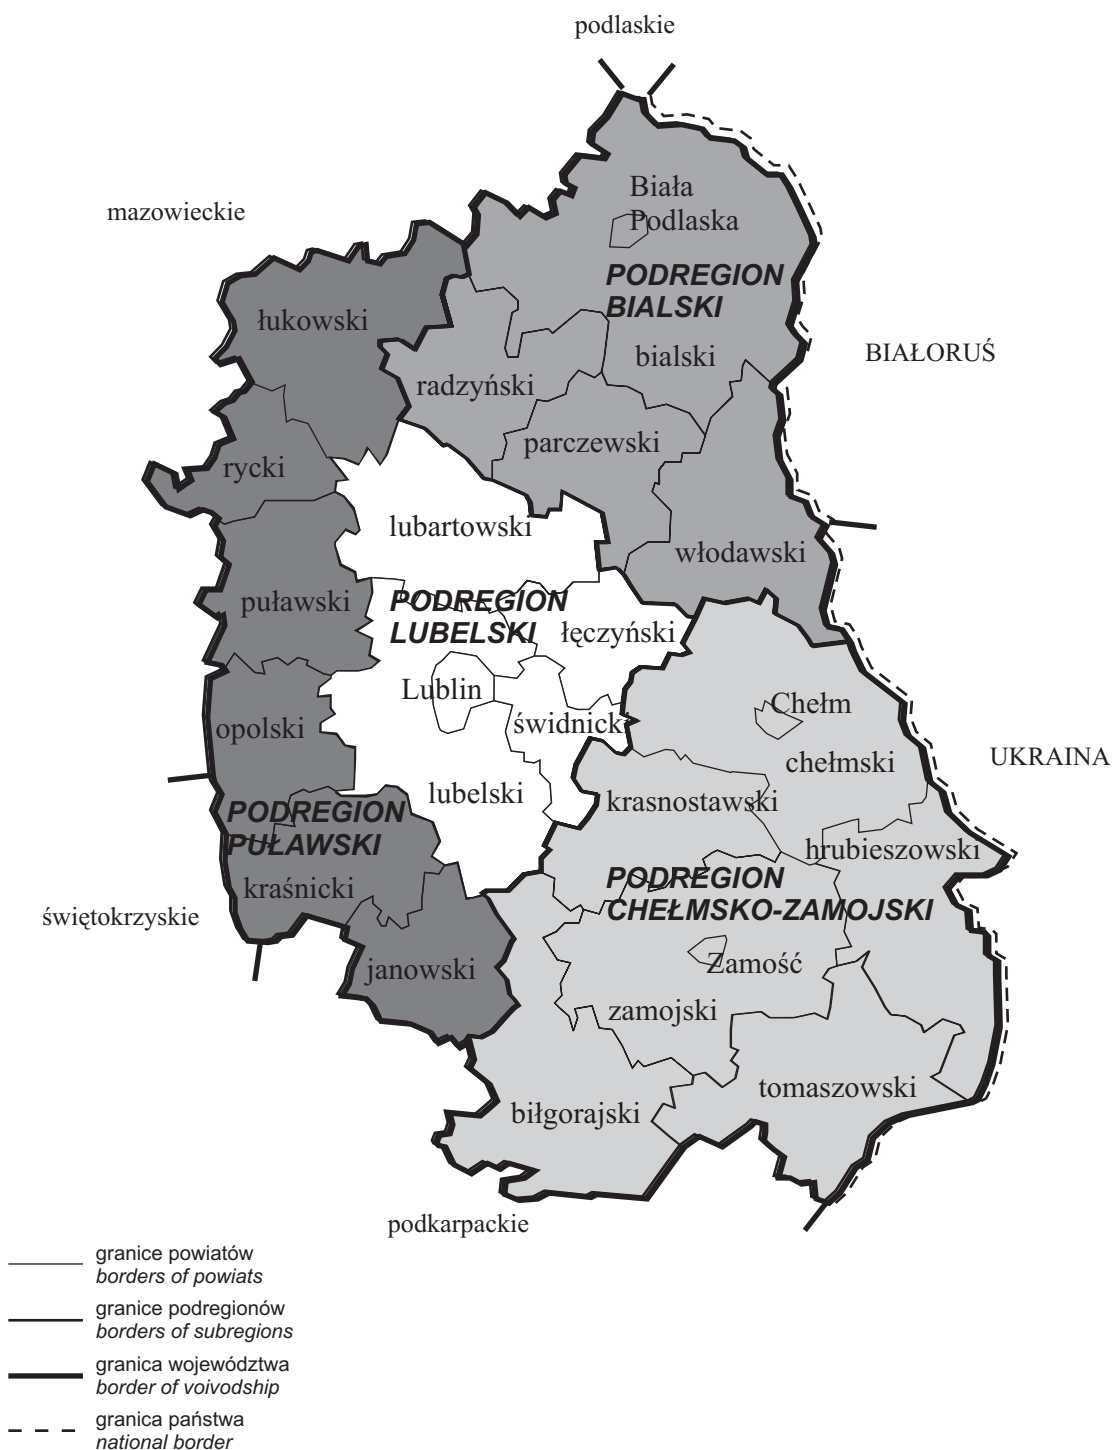 podlaskie
mazowieckie
Biała
Podlaska
PODREGION
BIALSKI
łukowski
bialski
BIAŁORUŚ
radzyński
parczewski
rycki
lubartowski
włodawski
puławski
PODREGION
LUBELSKI
łęczyński
Lublin
świdnicki
Chełm
opolski
chełmski
UKRAINA
lubelski
krasnostawski
PODREGION
PUŁAWSKI
hrubieszowski
kraśnicki
PODREGION
CHEŁMSKO-ZAMOJSKI
świętokrzyskie
janowski
Zamość
zamojski
tomaszowski
biłgorajski
podkarpackie
granice powiatów
borders of powiats
granice podregionów
borders of subregions
granica województwa
border of voivodship
granica państwa
national border